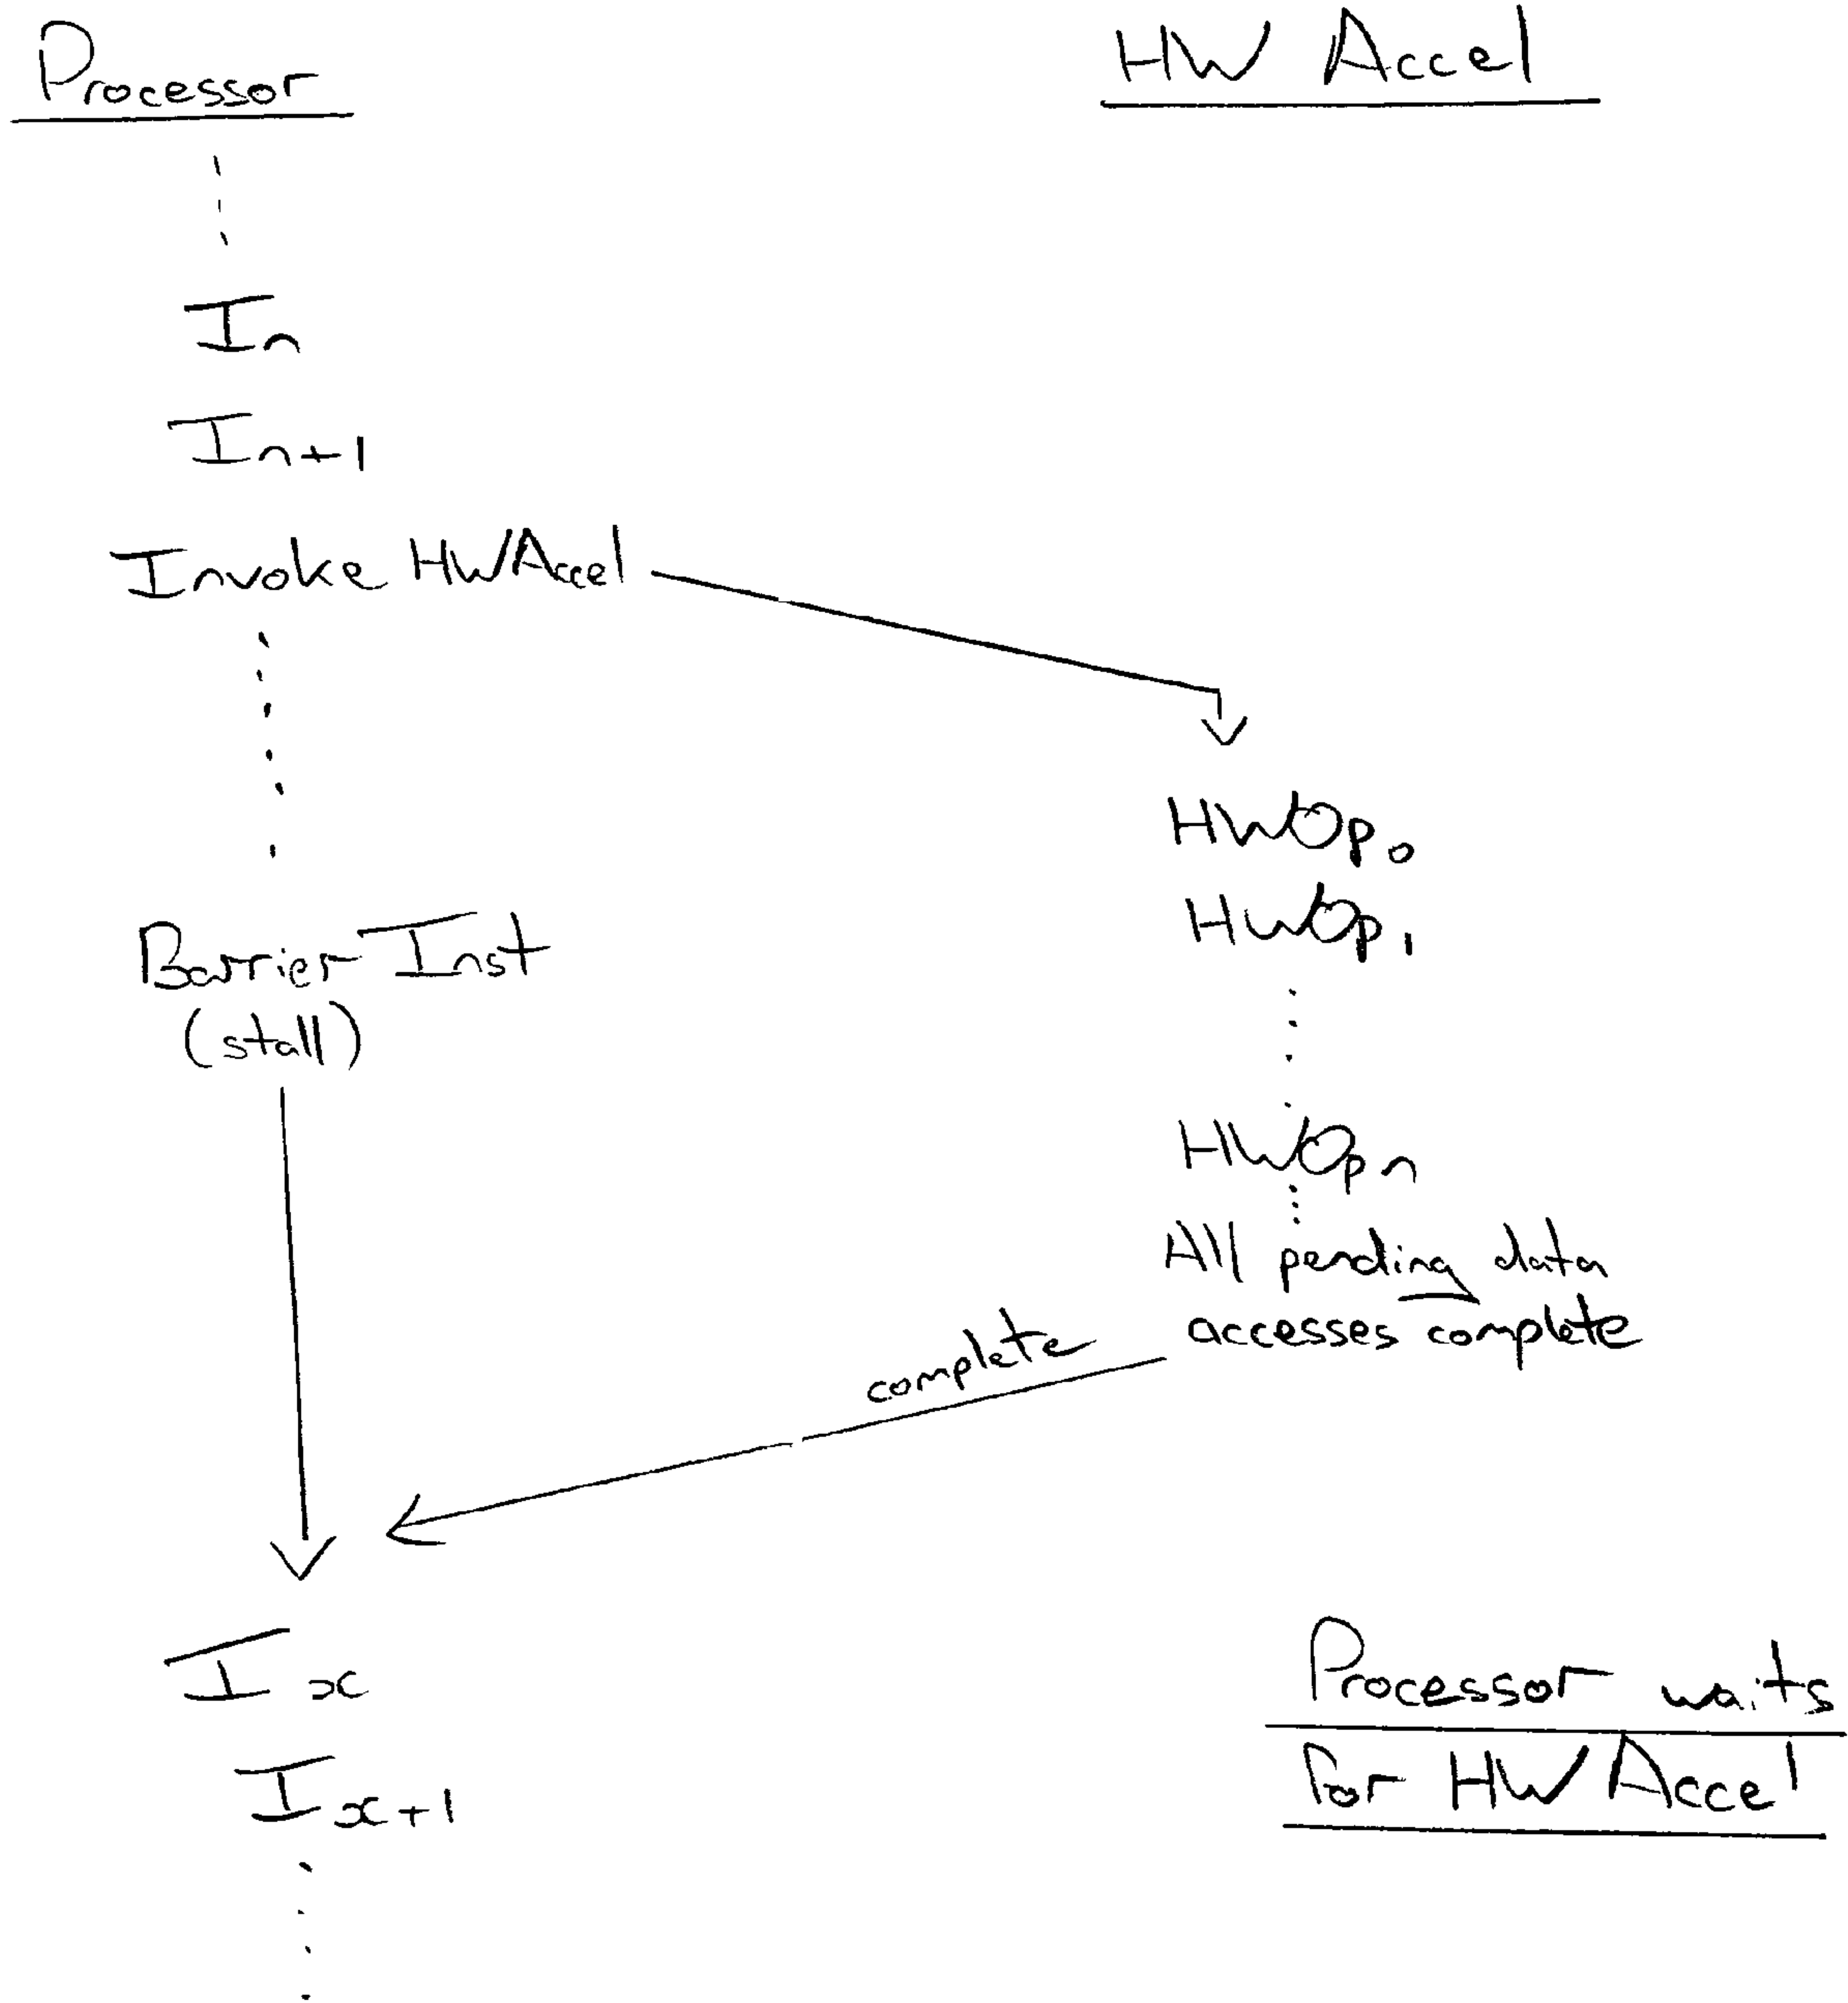 Processor
HW Accel
In
In+1
Invoke HWAccel
HWOp0
HWOp1
Barrier Inst
(stall)
HWOpn
All pending data
accesses complete
complete
Ix
Ix+1
Processor waits
for HW Accel